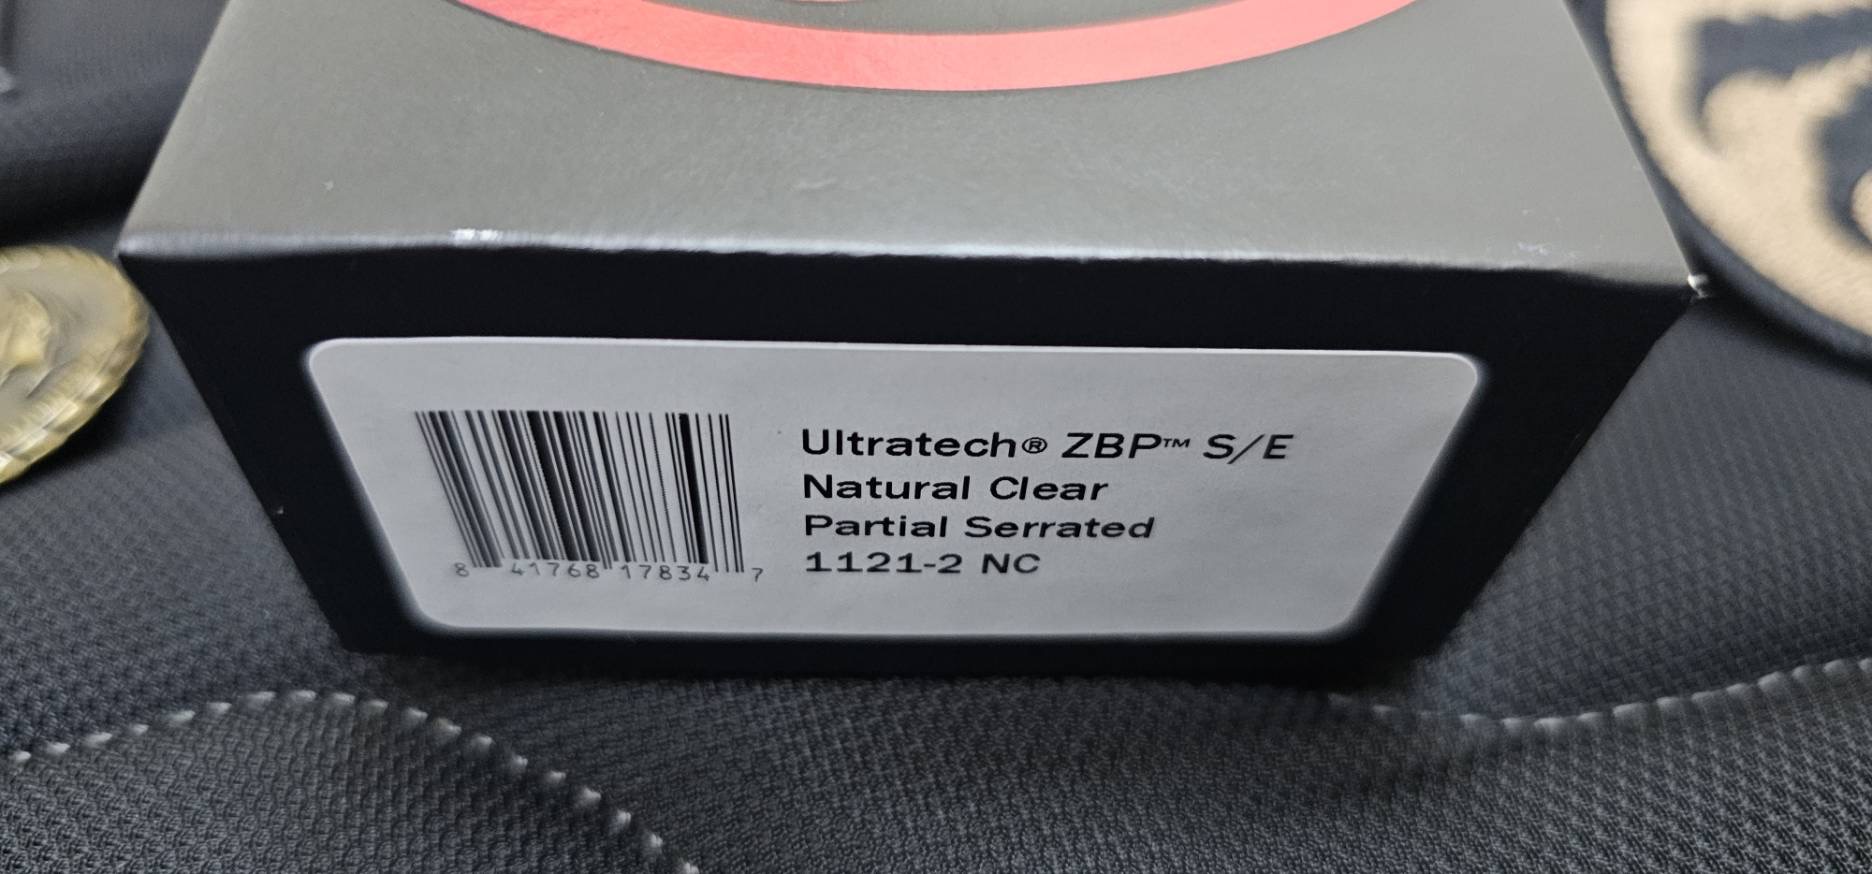 Ultratech® ZBP™ S/E
Natural Clear
Partial Serrated
1121-2 NC
8 41768 17834 7